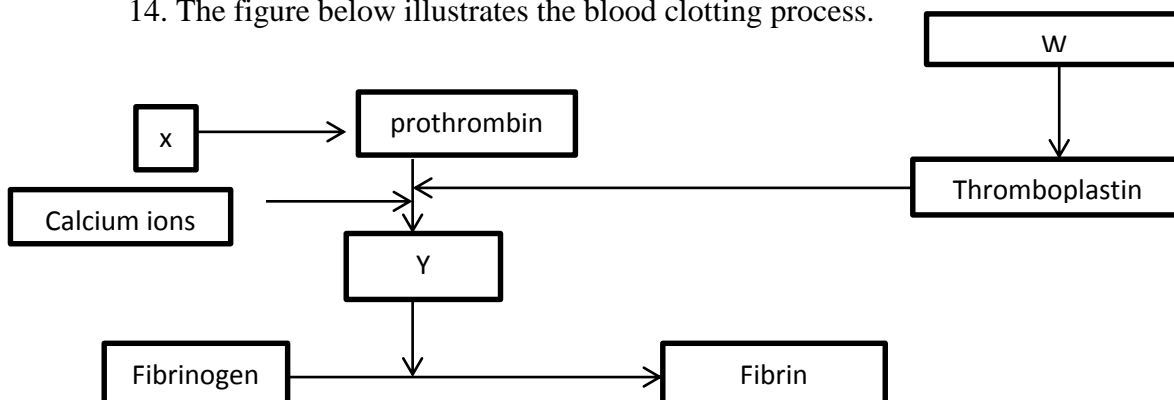 14. The figure below illustrates the blood clotting process.
W
prothrombin
x
Thromboplastin
Calcium ions
Y
Fibrinogen
Fibrin